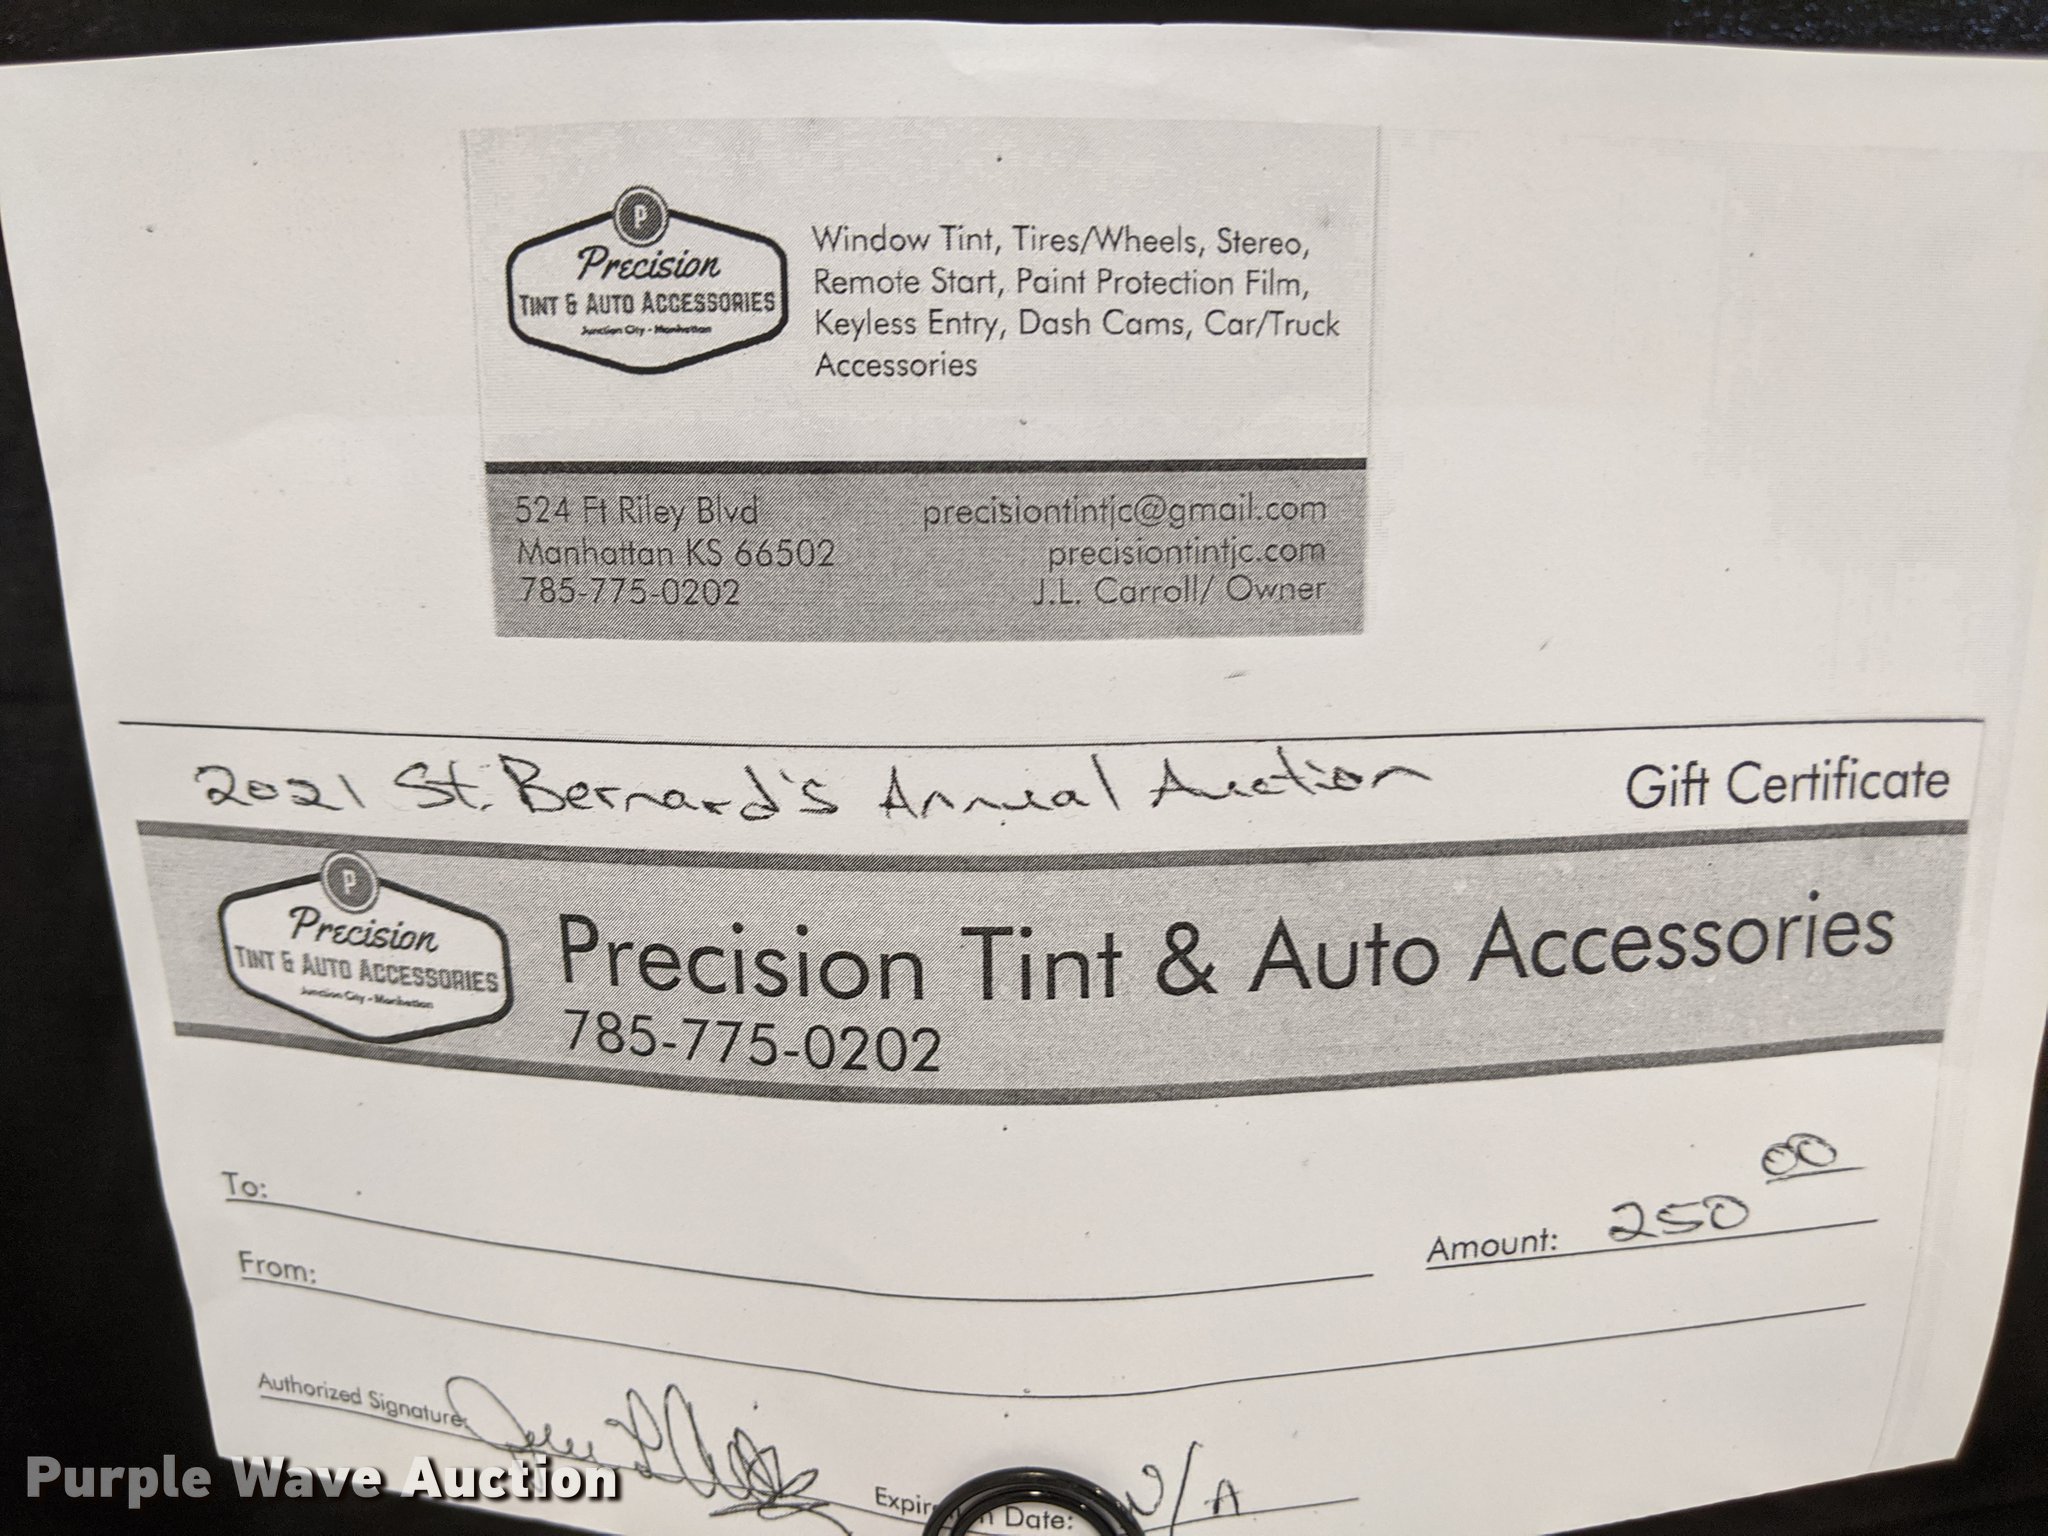 P
Precision
TINT & AUTO ACCESSORIES
Junction City - Manhattan
Window Tint, Tires/Wheels, Stereo,
Remote Start, Paint Protection Film,
Keyless Entry, Dash Cams, Car/Truck
Accessories
524 Ft Riley Blvd
Manhattan KS 66502
785-775-0202
precisiontintjc@gmail.com
precisiontintjc.com
J.L. Carroll/ Owner
2021 St. Bernard's Annual Auction
Gift Certificate
P
Precision
TINT & AUTO ACCESSORIES
Junction City - Manhattan
Precision Tint & Auto Accessories
785-775-0202
To:
Amount: 250 00
From:
Authorized Signature:
Date: N/A
Purple Wave Auction